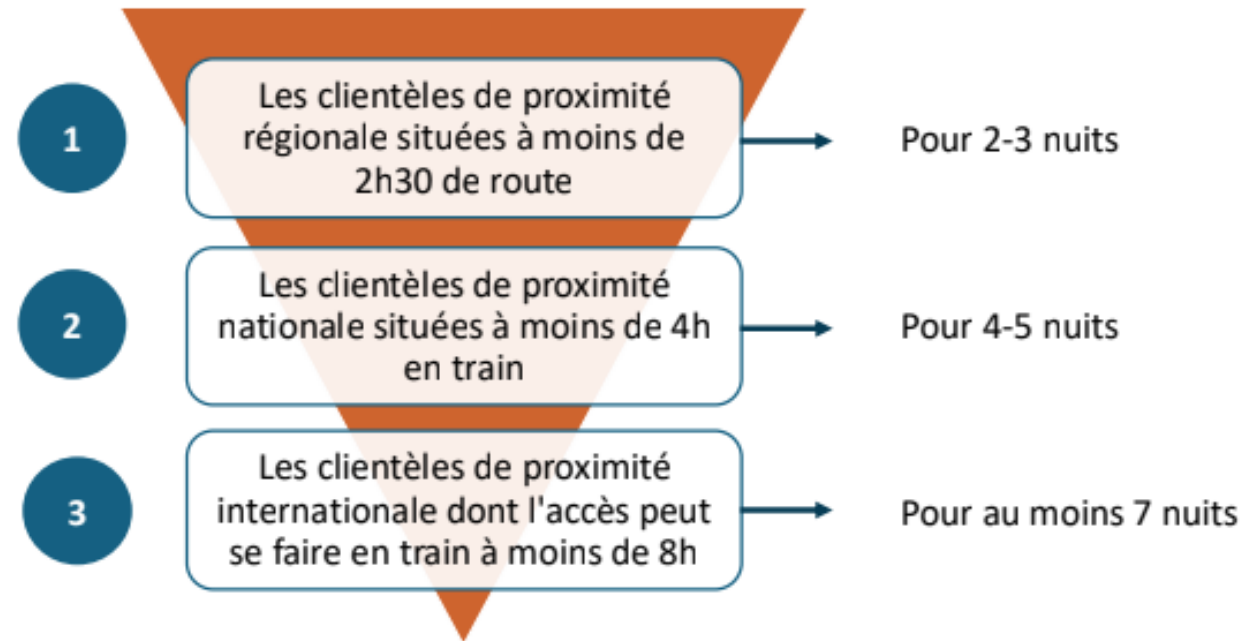 1
Les clientèles de proximité
régionale situées à moins de
2h30 de route
Pour 2-3 nuits
2
Les clientèles de proximité
nationale situées à moins de 4h
en train
Pour 4-5 nuits
3
Les clientèles de proximité
internationale dont l'accès peut
se faire en train à moins de 8h
Pour au moins 7 nuits